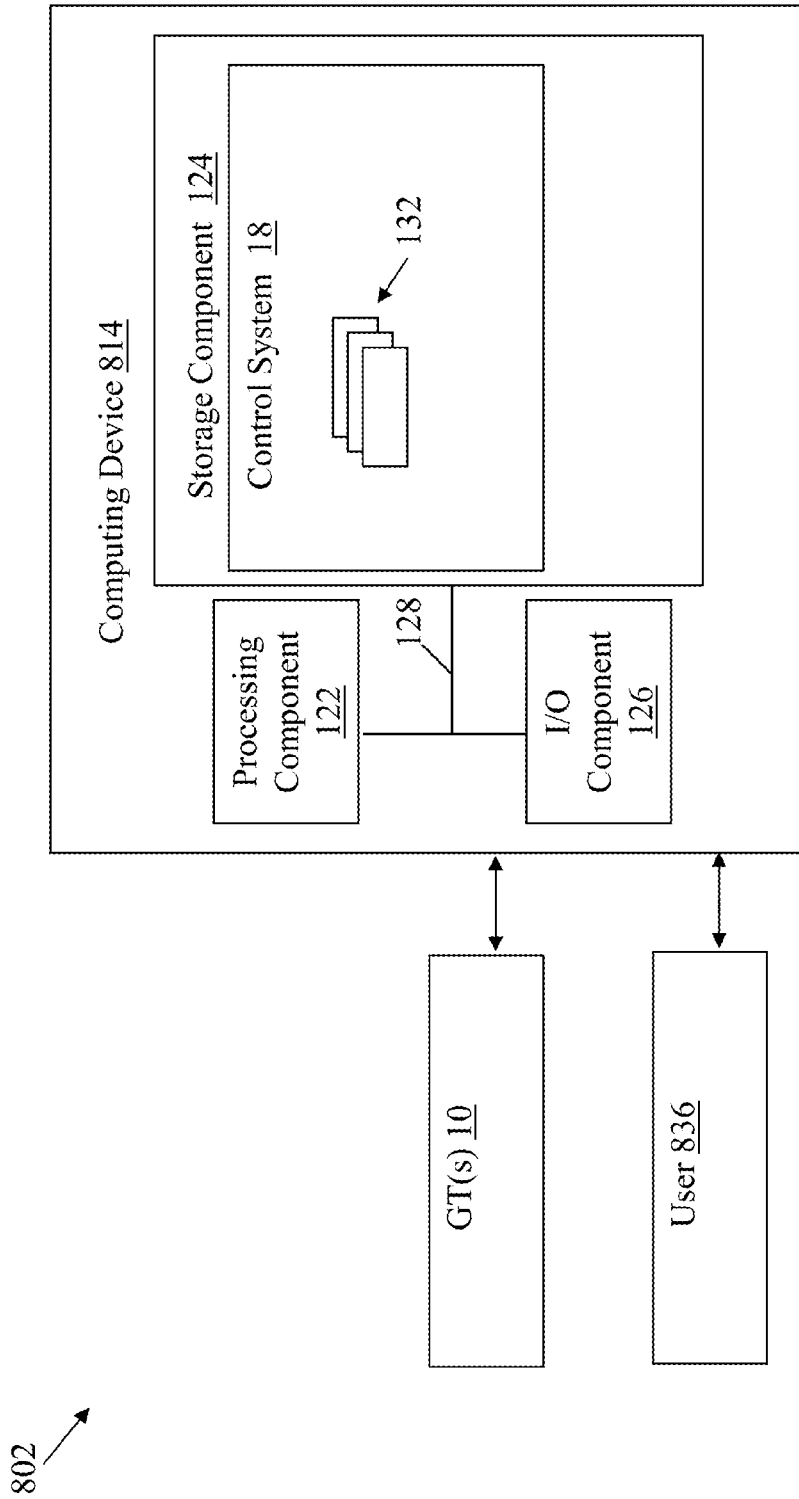 802
Computing Device 814
Storage Component 124
Control System 18
132
Processing
Component
122
128
I/O
Component
126
GT(s) 10
User 836